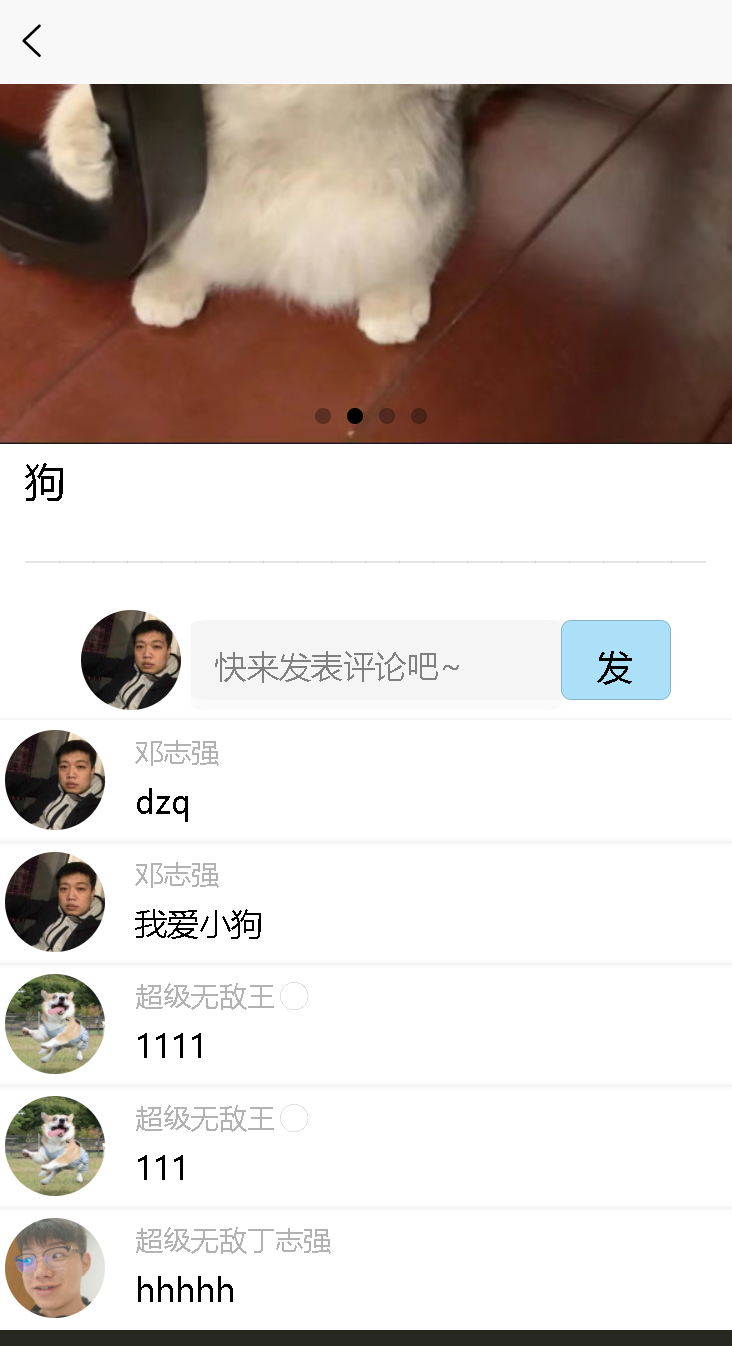 狗
快来发表评论吧~
发
邓志强
dzq
邓志强
我爱小狗
超级无敌王〇
1111
超级无敌王〇
111
超级无敌丁志强
hhhhh